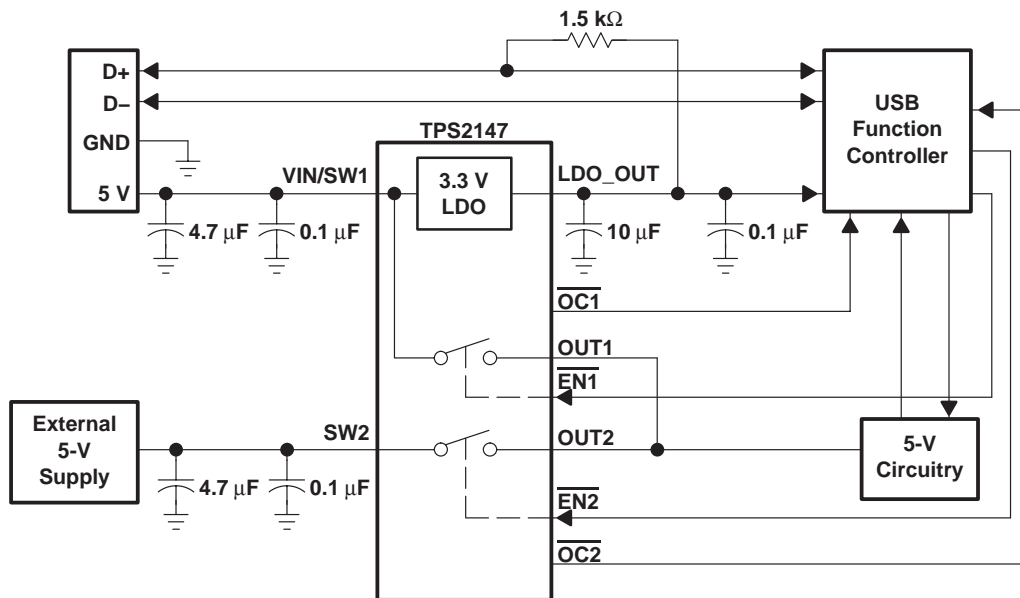 1.5 kΩ
D+
D–
GND
5 V
USB
Function
Controller
TPS2147
VIN/SW1
3.3 V
LDO
LDO_OUT
4.7 μF
0.1 μF
10 μF
0.1 μF
OC1
OUT1
EN1
External
5-V
Supply
SW2
OUT2
5-V
Circuitry
4.7 μF
0.1 μF
EN2
OC2